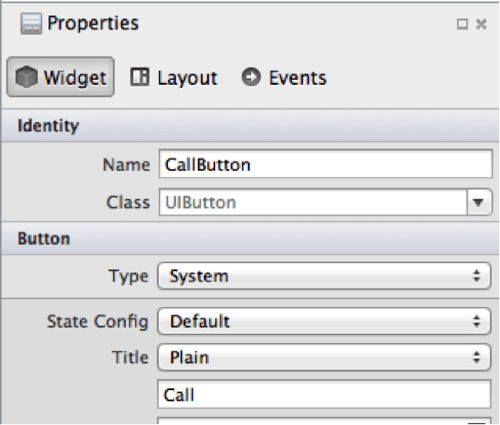 Properties
Widget Layout Events
Identity
Name CallButton
Class UIButton
Button
Type System
State Config Default
Title Plain
Call